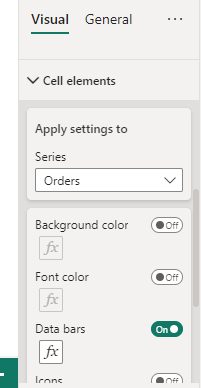 Visual General ...
Cell elements
Apply settings to
Series
Orders
Background color Off
fx
Font color Off
fx
Data bars On
fx
Icons Off